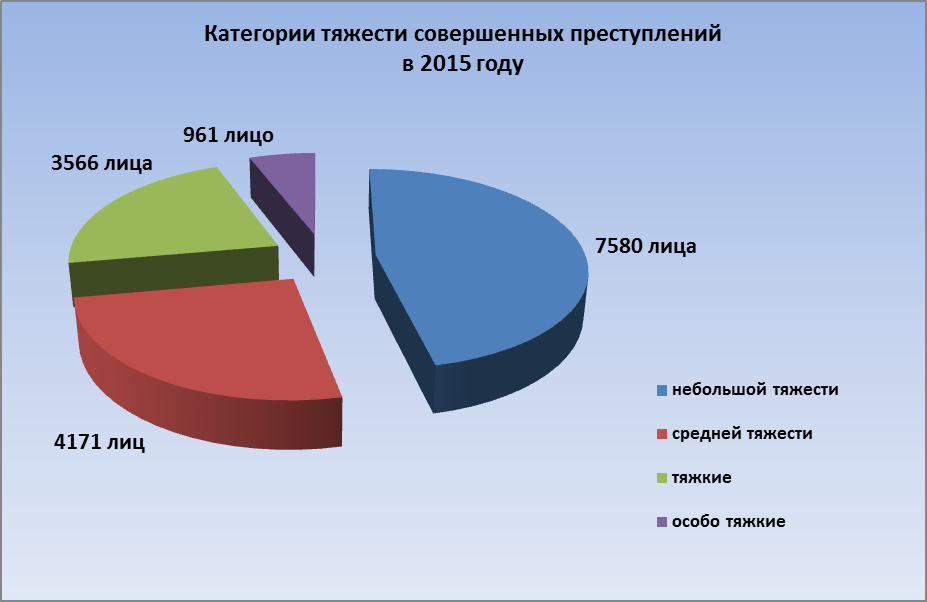 Категории тяжести совершенных преступлений
в 2015 году
961 лицо
3566 лица
7580 лица
4171 лиц
небольшой тяжести
средней тяжести
тяжкие
особо тяжкие